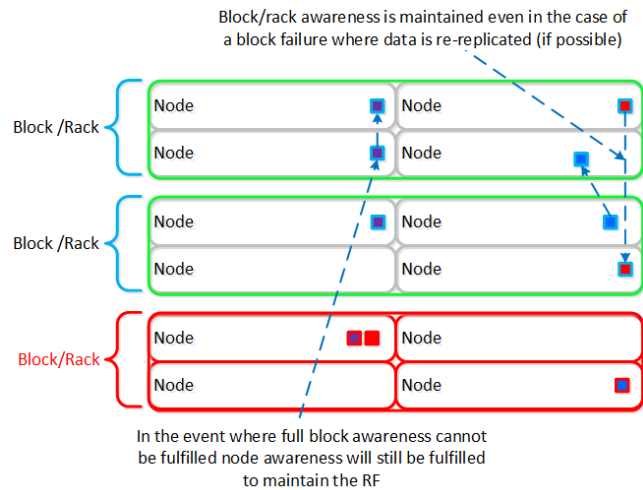 Block/rack awareness is maintained even in the case of
a block failure where data is re-replicated (if possible)
Block /Rack
Node
Node
Node
Node
Block /Rack
Node
Node
Node
Node
Block/Rack
Node
Node
Node
Node
In the event where full block awareness cannot
be fulfilled node awareness will still be fulfilled
to maintain the RF